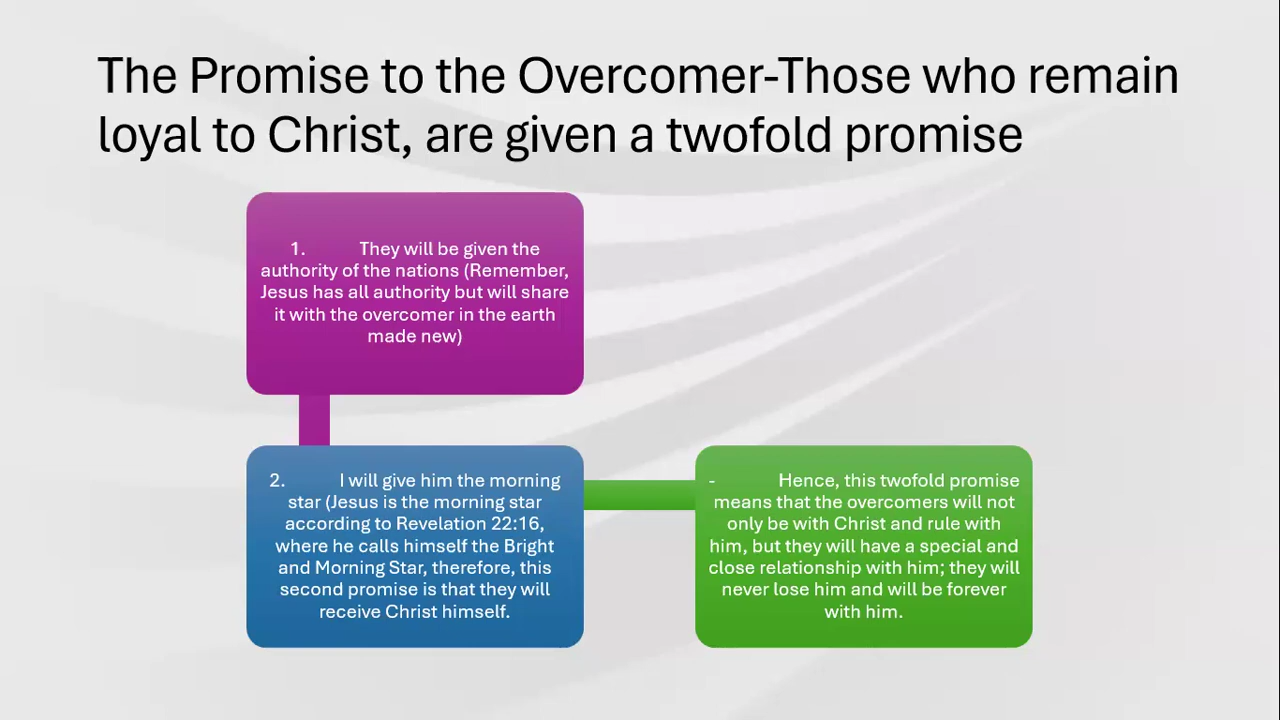 The Promise to the Overcomer-Those who remain
loyal to Christ, are given a twofold promise
1. They will be given the
authority of the nations (Remember,
Jesus has all authority but will share
it with the overcomer in the earth
made new)
2. I will give him the morning
star (Jesus is the morning star
according to Revelation 22:16,
where he calls himself the Bright
and Morning Star, therefore, this
second promise is that they will
receive Christ himself.
- Hence, this twofold promise
means that the overcomers will not
only be with Christ and rule with
him, but they will have a special and
close relationship with him; they will
never lose him and will be forever
with him.